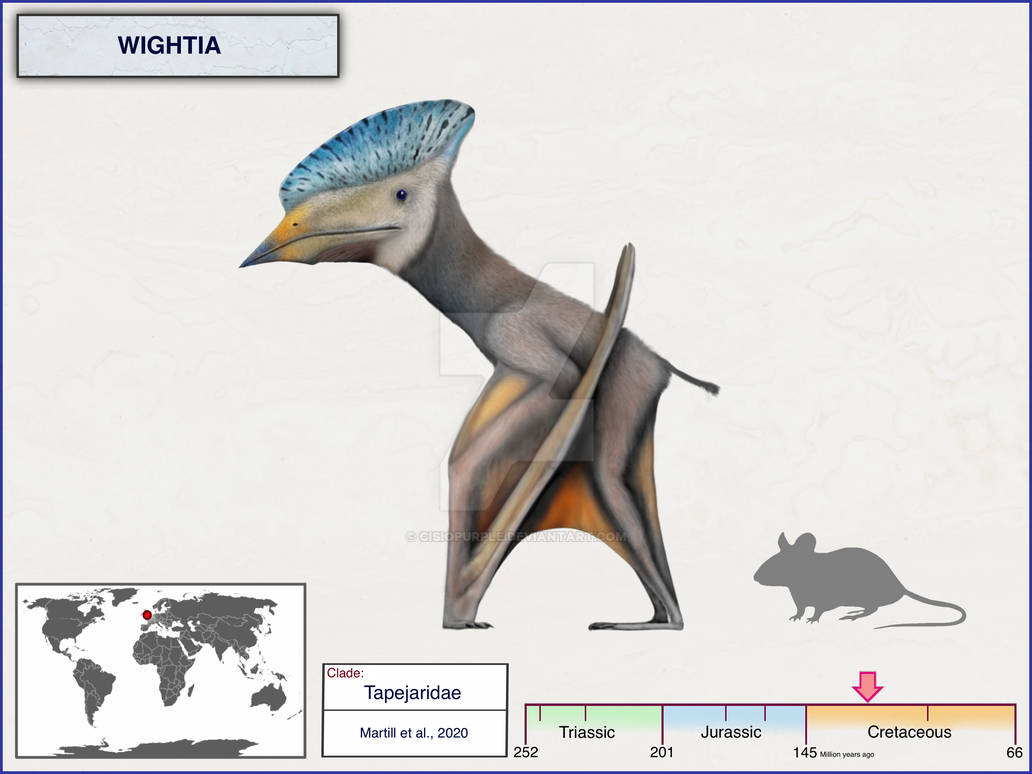 WIGHTIA
© CISIOPURPLE.DEVIANTART.COM
Clade:
Tapejaridae
Martill et al., 2020
Triassic
Jurassic
Cretaceous
252
201
145 Million years ago
66